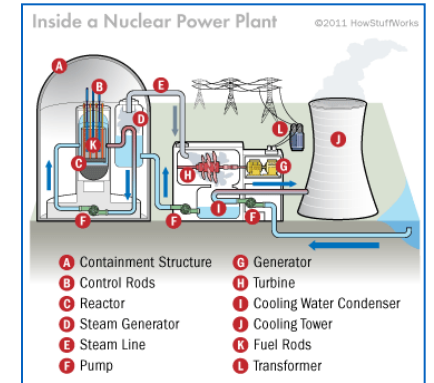 Inside a Nuclear Power Plant
©2011 HowStuffWorks
A
B
E
D
L
K
J
C
H
G
I
F
F
F
A Containment Structure
B Control Rods
C Reactor
D Steam Generator
E Steam Line
F Pump
G Generator
H Turbine
I Cooling Water Condenser
J Cooling Tower
K Fuel Rods
L Transformer